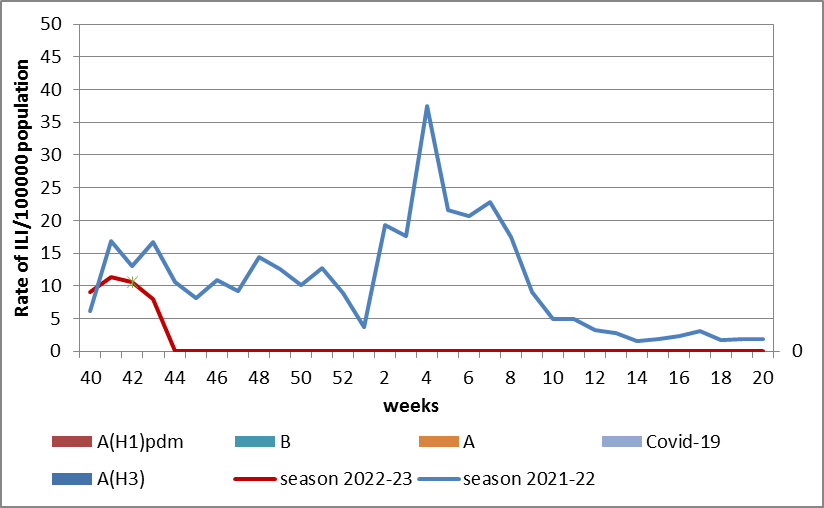 50
45
40
35
30
25
20
15
10
5
0
0
Rate of ILI/100000 population
40 42 44 46 48 50 52 2 4 6 8 10 12 14 16 18 20
weeks
A(H1)pdm B A Covid-19
A(H3) season 2022-23 season 2021-22